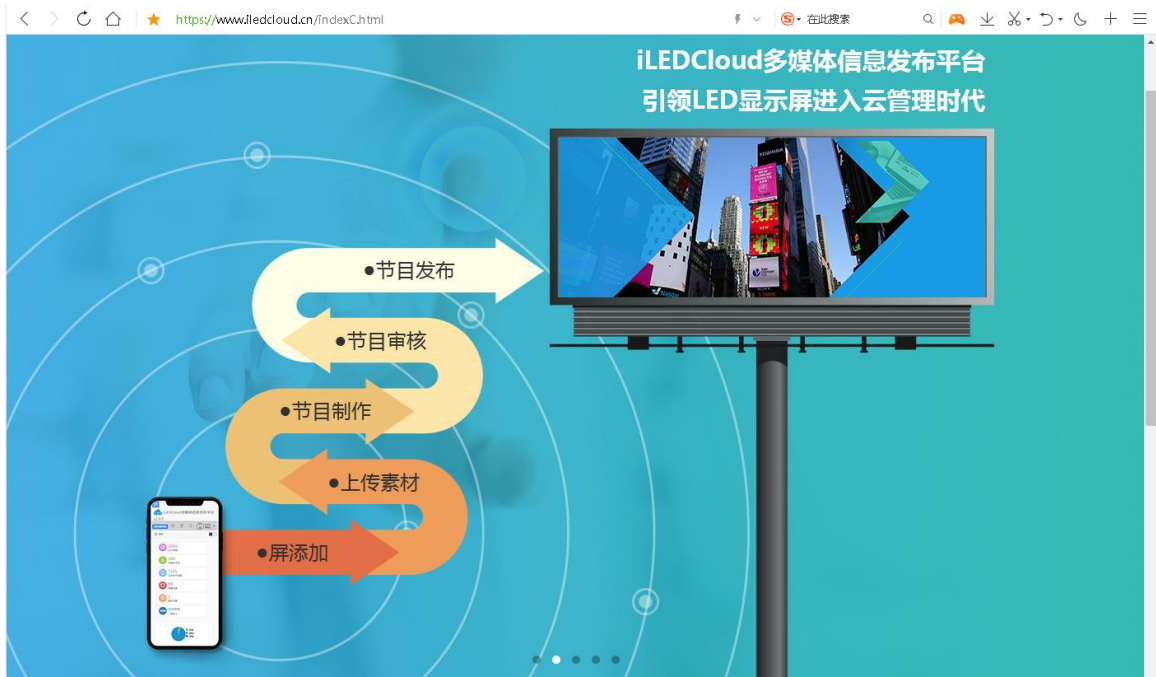 https://www.iledcloud.cn/indexC.html
在此搜索
iLEDCloud多媒体信息发布平台
引领LED显示屏进入云管理时代
TOSHIBA
●节目发布
Nasdaq
●节目审核
●节目制作
●上传素材
●屏添加